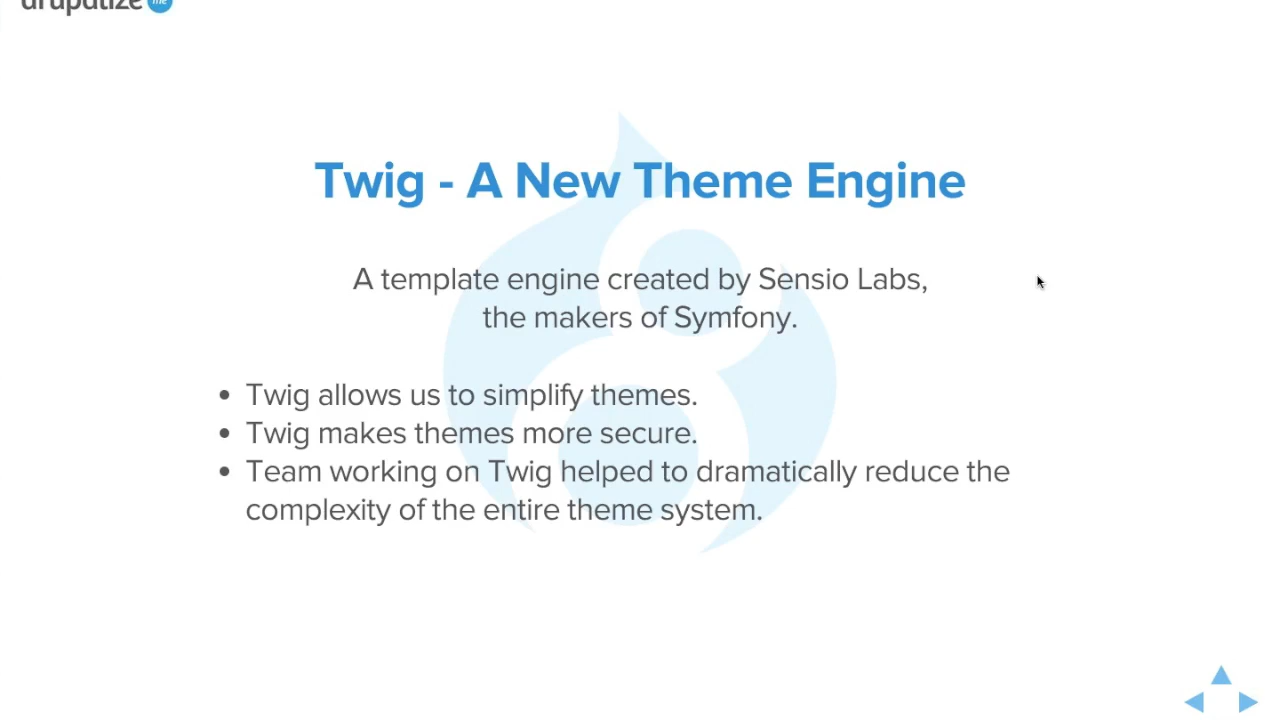 drupalize me
Twig - A New Theme Engine
A template engine created by Sensio Labs,
the makers of Symfony.
• Twig allows us to simplify themes.
• Twig makes themes more secure.
• Team working on Twig helped to dramatically reduce the
complexity of the entire theme system.